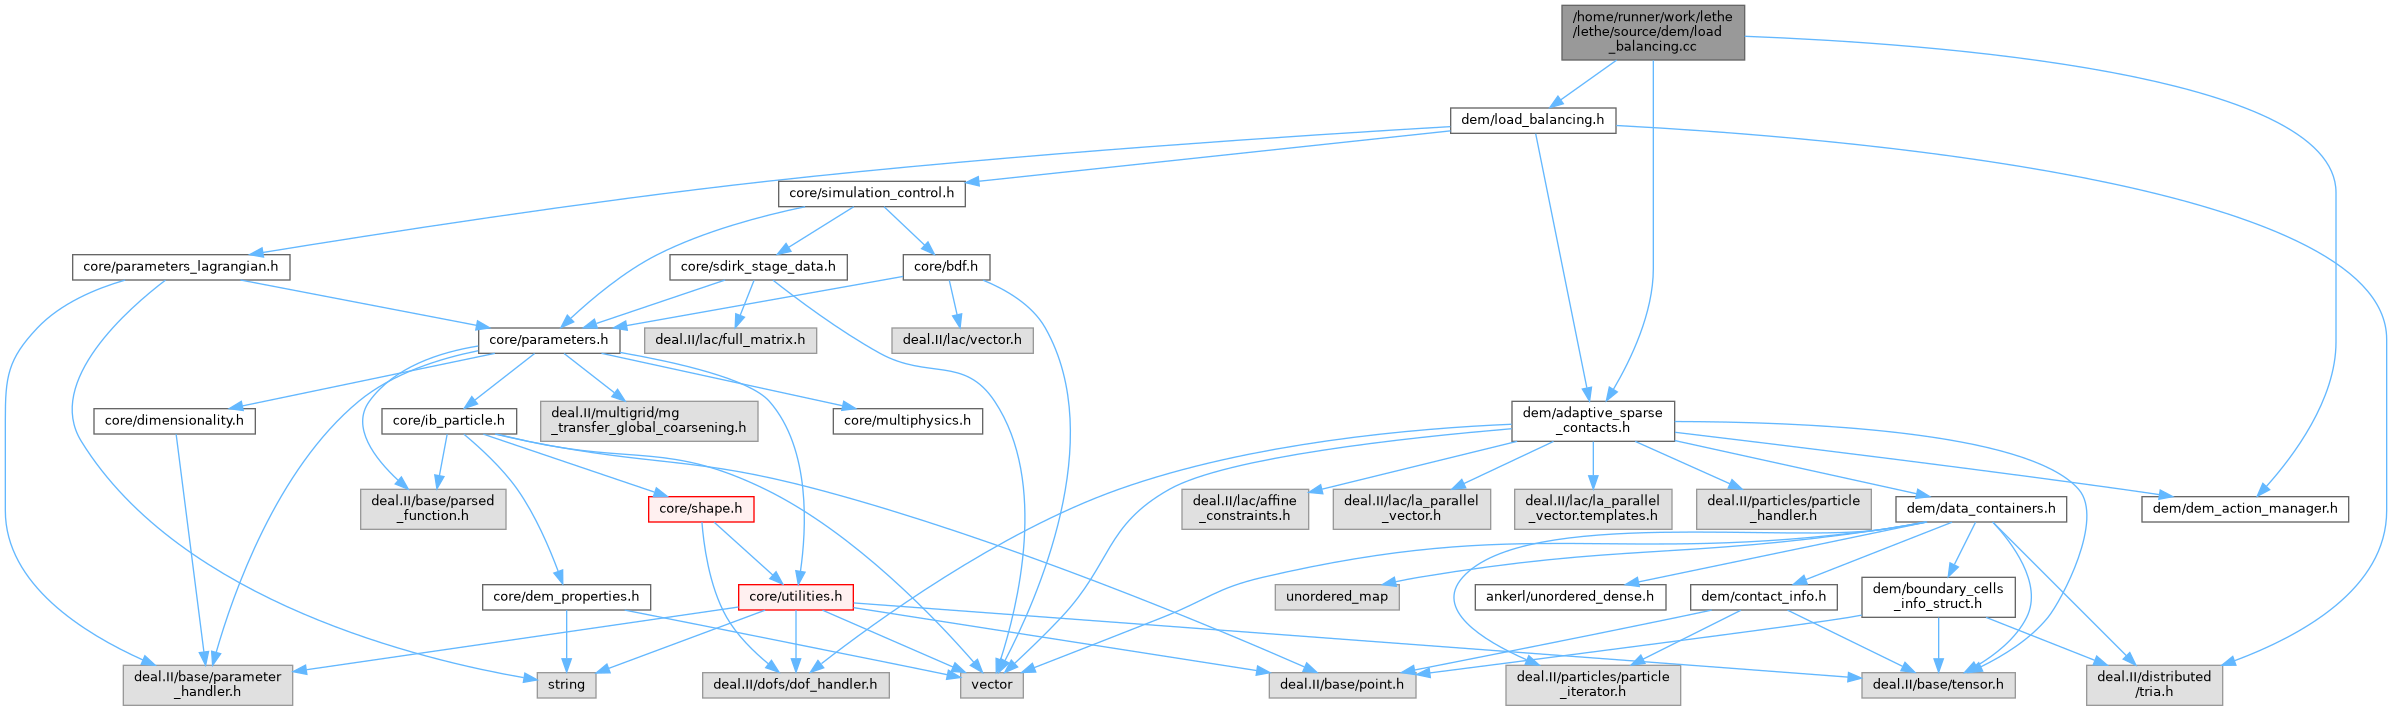 /home/runner/work/lethe
/lethe/source/dem/load
_balancing.cc
dem/load_balancing.h
core/simulation_control.h
core/parameters_lagrangian.h
core/sdirk_stage_data.h
core/bdf.h
core/parameters.h
deal.II/lac/full_matrix.h
deal.II/lac/vector.h
core/dimensionality.h
core/ib_particle.h
deal.II/multigrid/mg
_transfer_global_coarsening.h
core/multiphysics.h
dem/adaptive_sparse
_contacts.h
deal.II/base/parsed
_function.h
core/shape.h
deal.II/lac/affine
_constraints.h
deal.II/lac/la_parallel
_vector.h
deal.II/lac/la_parallel
_vector.templates.h
deal.II/particles/particle
_handler.h
dem/data_containers.h
dem/dem_action_manager.h
core/dem_properties.h
core/utilities.h
unordered_map
ankerl/unordered_dense.h
dem/contact_info.h
dem/boundary_cells
_info_struct.h
deal.II/base/parameter
_handler.h
string
deal.II/dofs/dof_handler.h
vector
deal.II/base/point.h
deal.II/particles/particle
_iterator.h
deal.II/base/tensor.h
deal.II/distributed
/tria.h